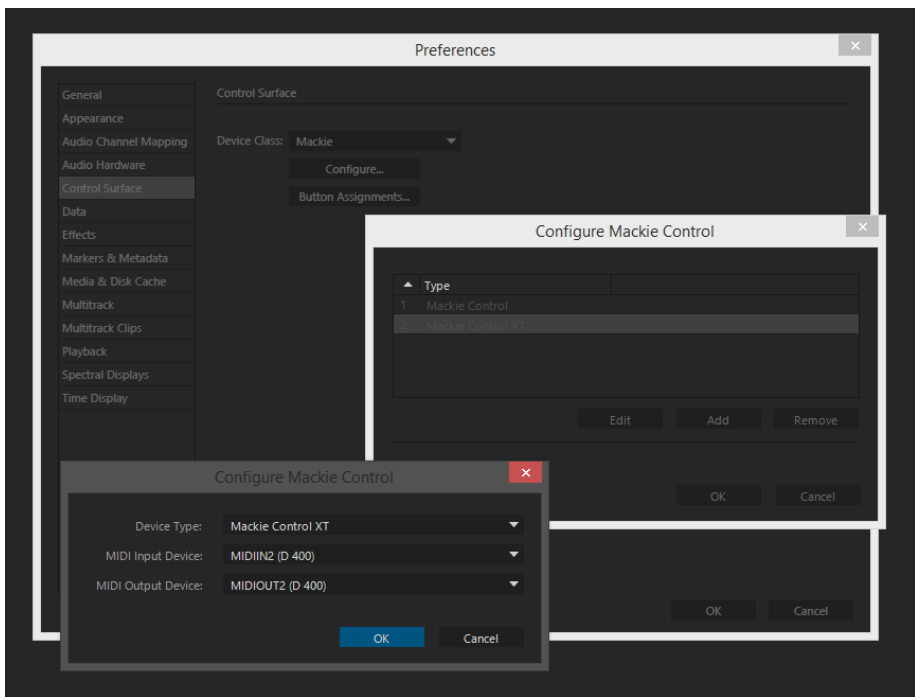 Preferences
General
Control Surface
Appearance
Audio Channel Mapping
Device Class: Mackie
Audio Hardware
Configure...
Control Surface
Button Assignments...
Data
Effects
Configure Mackie Control
Markers & Metadata
Media & Disk Cache
Type
Multitrack
1 Mackie Control
Multitrack Clips
2 Mackie Control XT
Playback
Spectral Displays
Time Display
Edit Add Remove
Configure Mackie Control
OK Cancel
Device Type: Mackie Control XT
MIDI Input Device: MIDIIN2 (D 400)
MIDI Output Device: MIDIOUT2 (D 400)
OK Cancel
OK Cancel